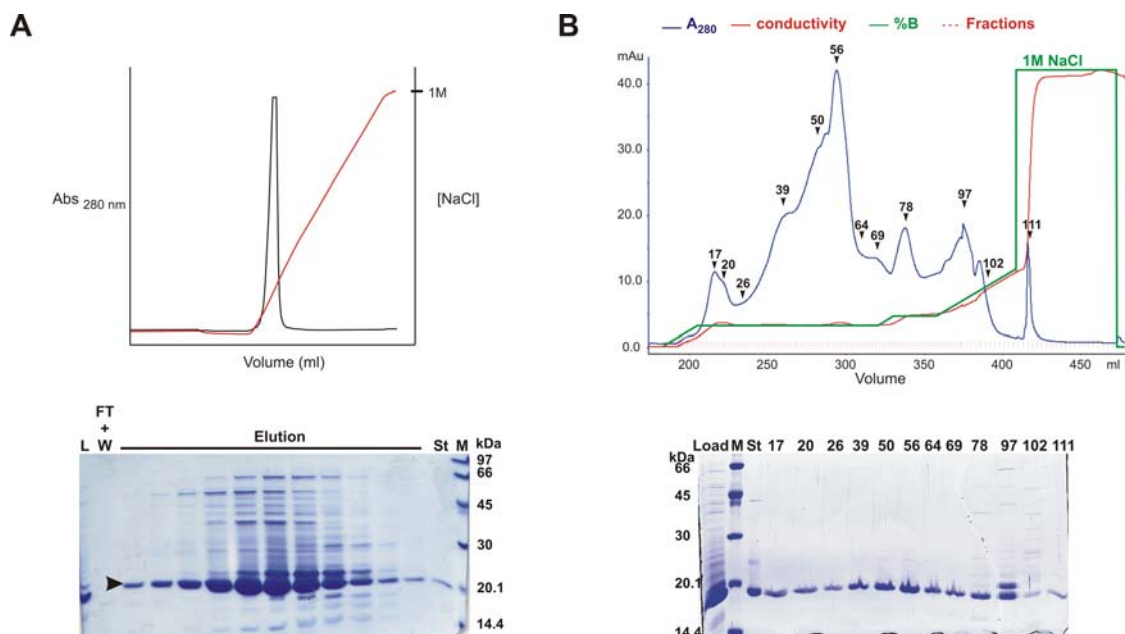 A
1M
Abs 280 nm
[NaCl]
Volume (ml)
FT
+
L W Elution St M kDa
97
66
45
30
20.1
14.4
B
A280 conductivity %B Fractions
mAu
56
1M NaCl
40.0
50
30.0
39
97
20.0
78
64
69
111
17
20
26
102
10.0
0.0
200 250 300 350 400 450 ml
Volume
Load M St 17 20 26 39 50 56 64 69 78 97 102 111
kDa
66
45
30
20.1
14.4